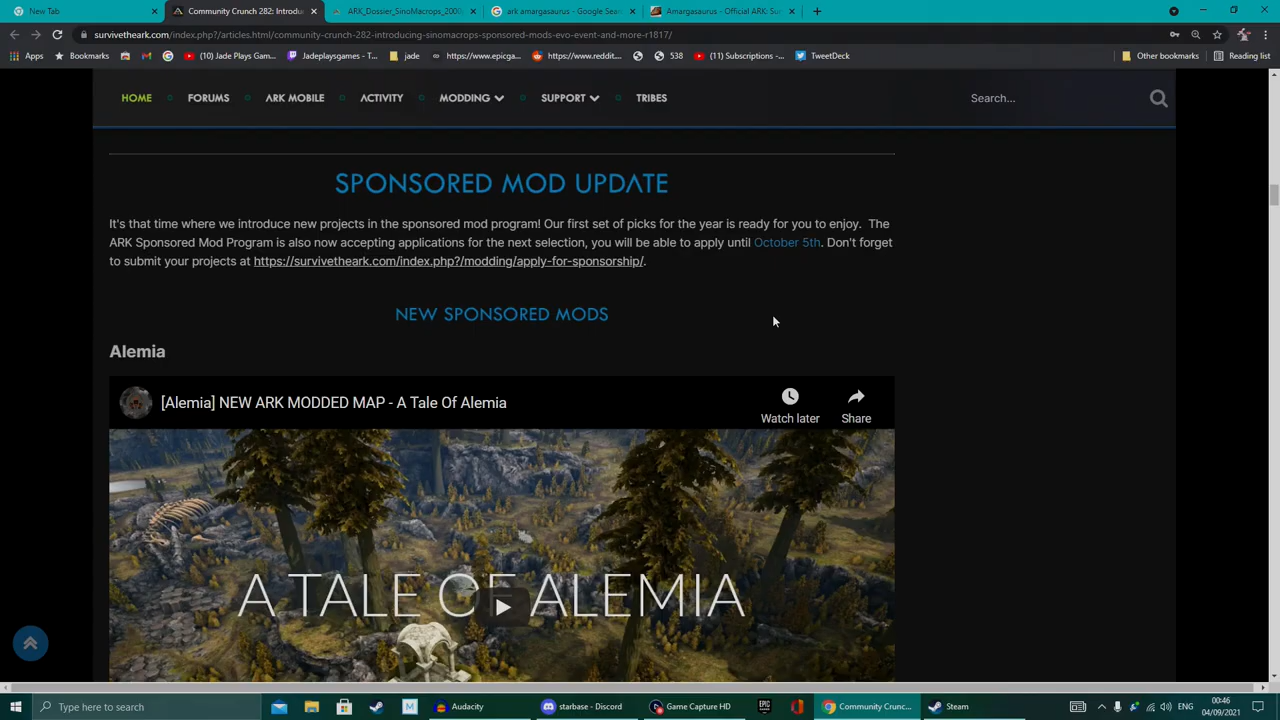 New Tab
Community Crunch 282: Introdu
ARK_Dossier_SinoMacrops_2000
ark amargasaurus - Google Sear
Amargasaurus - Official ARK: Sur
survivetheark.com/index.php?/articles.html/community-crunch-282-introducing-sinomacrops-sponsored-mods-evo-event-and-more-r1817/
Apps
Bookmarks
(10) Jade Plays Gam...
Jadeplaysgames - T...
jade
https://www.epicga...
https://www.reddit....
538
(11) Subscriptions -...
TweetDeck
Other bookmarks
Reading list
HOME
FORUMS
ARK MOBILE
ACTIVITY
MODDING
SUPPORT
TRIBES
Search...
SPONSORED MOD UPDATE
It's that time where we introduce new projects in the sponsored mod program! Our first set of picks for the year is ready for you to enjoy. The
ARK Sponsored Mod Program is also now accepting applications for the next selection, you will be able to apply until October 5th. Don't forget
to submit your projects at https://survivetheark.com/index.php?/modding/apply-for-sponsorship/.
NEW SPONSORED MODS
Alemia
[Alemia] NEW ARK MODDED MAP - A Tale Of Alemia
Watch later
Share
A TALE OF ALEMIA
Type here to search
Audacity
starbase - Discord
Game Capture HD
Community Crunc...
Steam
ENG
00:46
04/09/2021